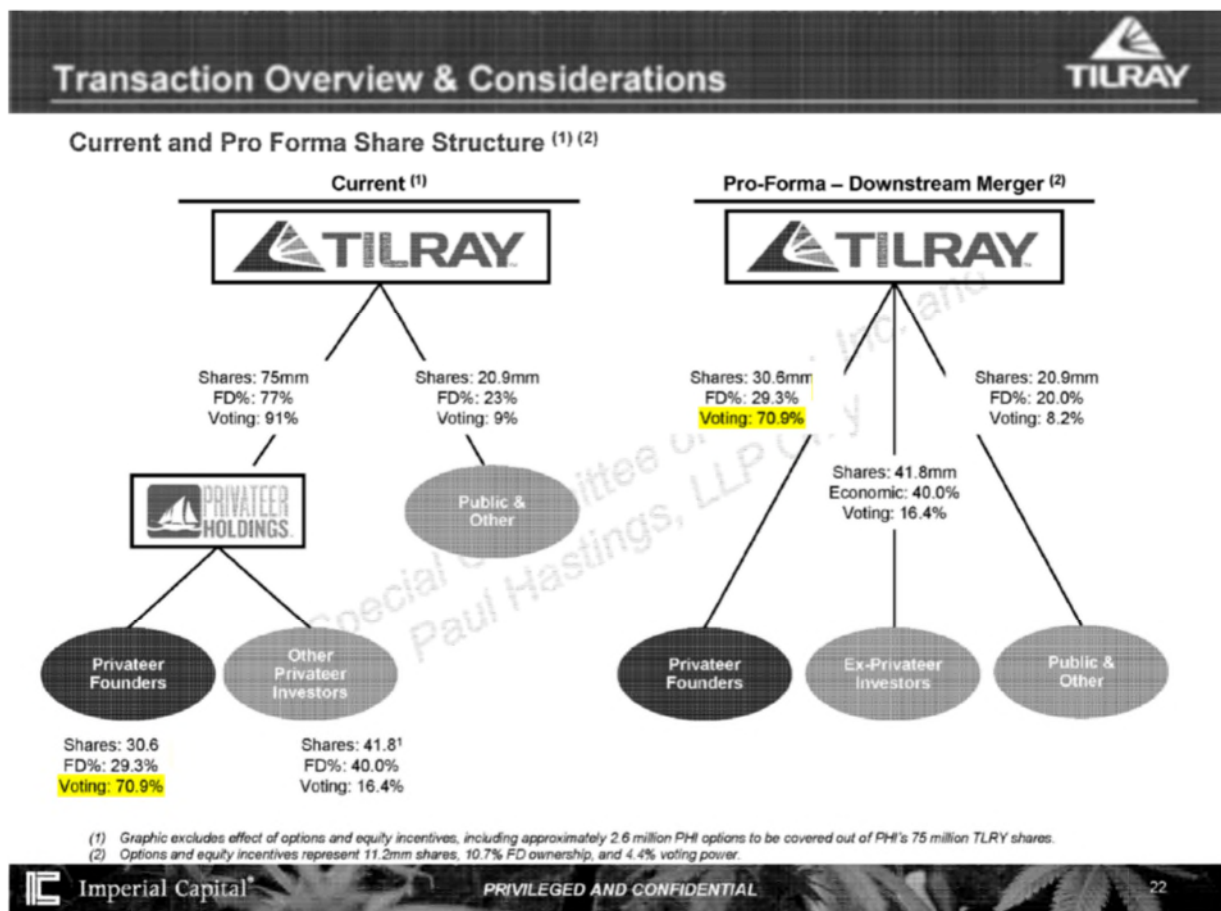 Transaction Overview & Considerations
TILRAY
Current and Pro Forma Share Structure (1) (2)
Current (1)
Pro-Forma – Downstream Merger (2)
TILRAY
TILRAY
Shares: 75mm
FD%: 77%
Voting: 91%
Shares: 20.9mm
FD%: 23%
Voting: 9%
Shares: 30.6mm
FD%: 29.3%
Voting: 70.9%
Shares: 20.9mm
FD%: 20.0%
Voting: 8.2%
Shares: 41.8mm
Economic: 40.0%
Voting: 16.4%
PRIVATEER
HOLDINGS
Public &
Other
Inc. and
Special
Paul Hastings, LLP
Privateer
Founders
Other
Privateer
Investors
Privateer
Founders
Ex-Privateer
Investors
Public &
Other
Shares: 30.6
FD%: 29.3%
Voting: 70.9%
Shares: 41.8¹
FD%: 40.0%
Voting: 16.4%
(1) Graphic excludes effect of options and equity incentives, including approximately 2.6 million PHI options to be covered out of PHI's 75 million TLRY shares.
(2) Options and equity incentives represent 11.2mm shares, 10.7% FD ownership, and 4.4% voting power.
Imperial Capital®
PRIVILEGED AND CONFIDENTIAL
22